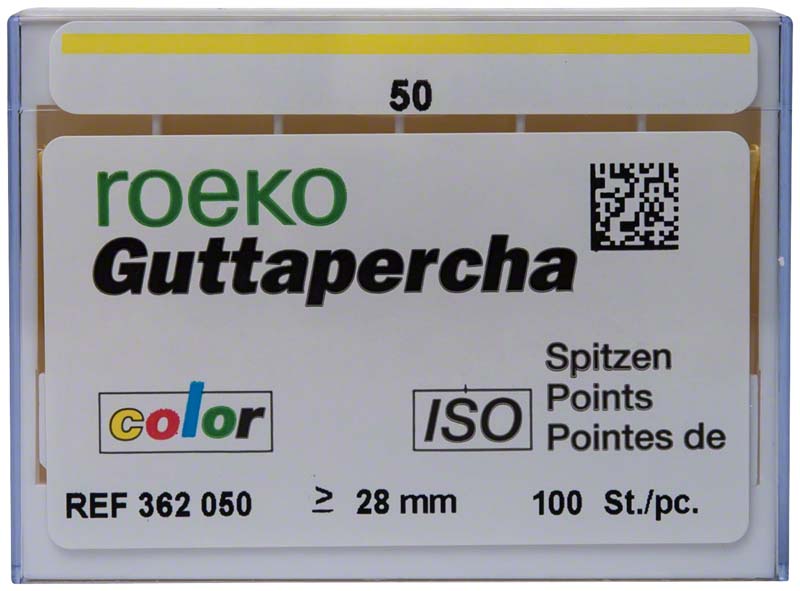 50
roeko
Guttapercha
Spitzen
Points
Pointes de
color
ISO
REF 362 050 ≥ 28 mm 100 St./pc.